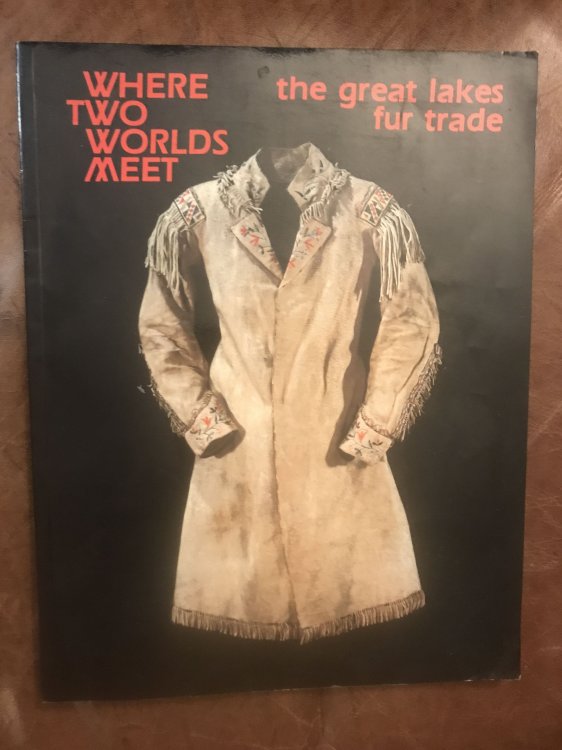 WHERE
TWO
WORLDS
MEET
the great lakes
fur trade